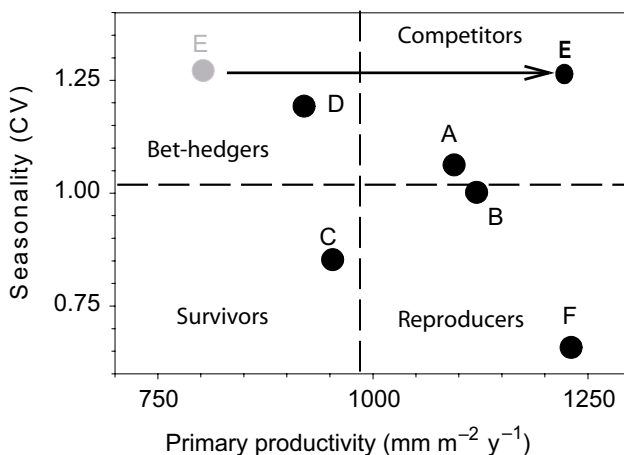 Competitors
E
E
1.25
D
A
Bet-hedgers
1.00
B
C
0.75
Survivors
Reproducers
F
Seasonality (CV)
750
1000
1250
Primary productivity (mm m⁻² y⁻¹)